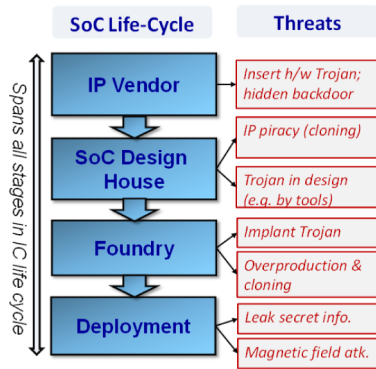 SoC Life-Cycle
Threats
Spans all stages in IC life cycle
IP Vendor
Insert h/w Trojan;
hidden backdoor
SoC Design
House
IP piracy (cloning)
Trojan in design
(e.g. by tools)
Foundry
Implant Trojan
Overproduction &
cloning
Deployment
Leak secret info.
Magnetic field atk.